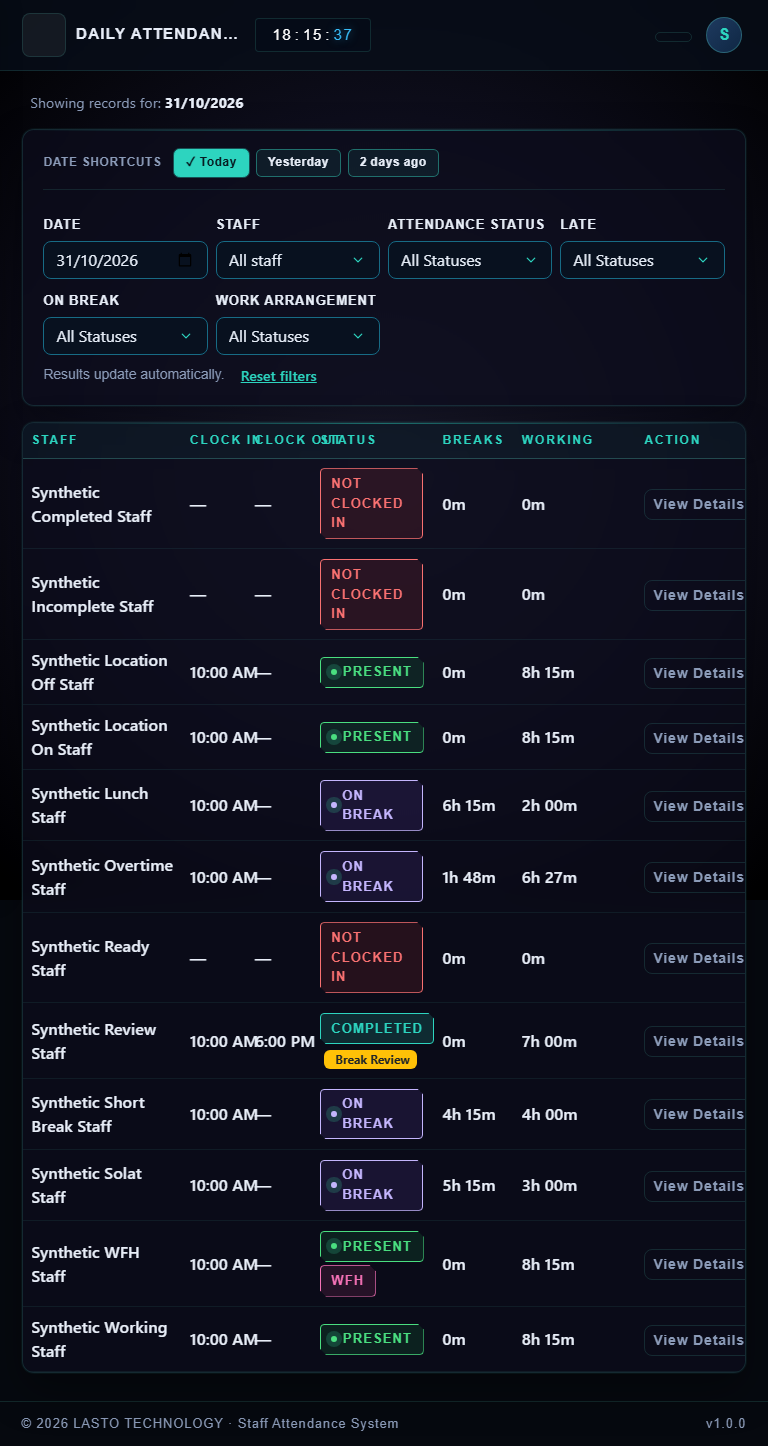 DAILY ATTENDAN...
18:15:37
S
Showing records for: 31/10/2026
DATE SHORTCUTS ✓ Today Yesterday 2 days ago
DATE STAFF ATTENDANCE STATUS LATE
31/10/2026 All staff All Statuses All Statuses
ON BREAK WORK ARRANGEMENT
All Statuses All Statuses
Results update automatically. Reset filters
STAFF CLOCK IN CLOCK OUT STATUS BREAKS WORKING ACTION
Synthetic
Completed Staff
— — NOT
CLOCKED
IN
0m 0m View Details
Synthetic
Incomplete Staff
— — NOT
CLOCKED
IN
0m 0m View Details
Synthetic Location
Off Staff
10:00 AM — PRESENT 0m 8h 15m View Details
Synthetic Location
On Staff
10:00 AM — PRESENT 0m 8h 15m View Details
Synthetic Lunch
Staff
10:00 AM — ON
BREAK
6h 15m 2h 00m View Details
Synthetic Overtime
Staff
10:00 AM — ON
BREAK
1h 48m 6h 27m View Details
Synthetic Ready
Staff
— — NOT
CLOCKED
IN
0m 0m View Details
Synthetic Review
Staff
10:00 AM 6:00 PM COMPLETED
Break Review
0m 7h 00m View Details
Synthetic Short
Break Staff
10:00 AM — ON
BREAK
4h 15m 4h 00m View Details
Synthetic Solat
Staff
10:00 AM — ON
BREAK
5h 15m 3h 00m View Details
Synthetic WFH
Staff
10:00 AM — PRESENT
WFH
0m 8h 15m View Details
Synthetic Working
Staff
10:00 AM — PRESENT 0m 8h 15m View Details
© 2026 LASTO TECHNOLOGY · Staff Attendance System v1.0.0